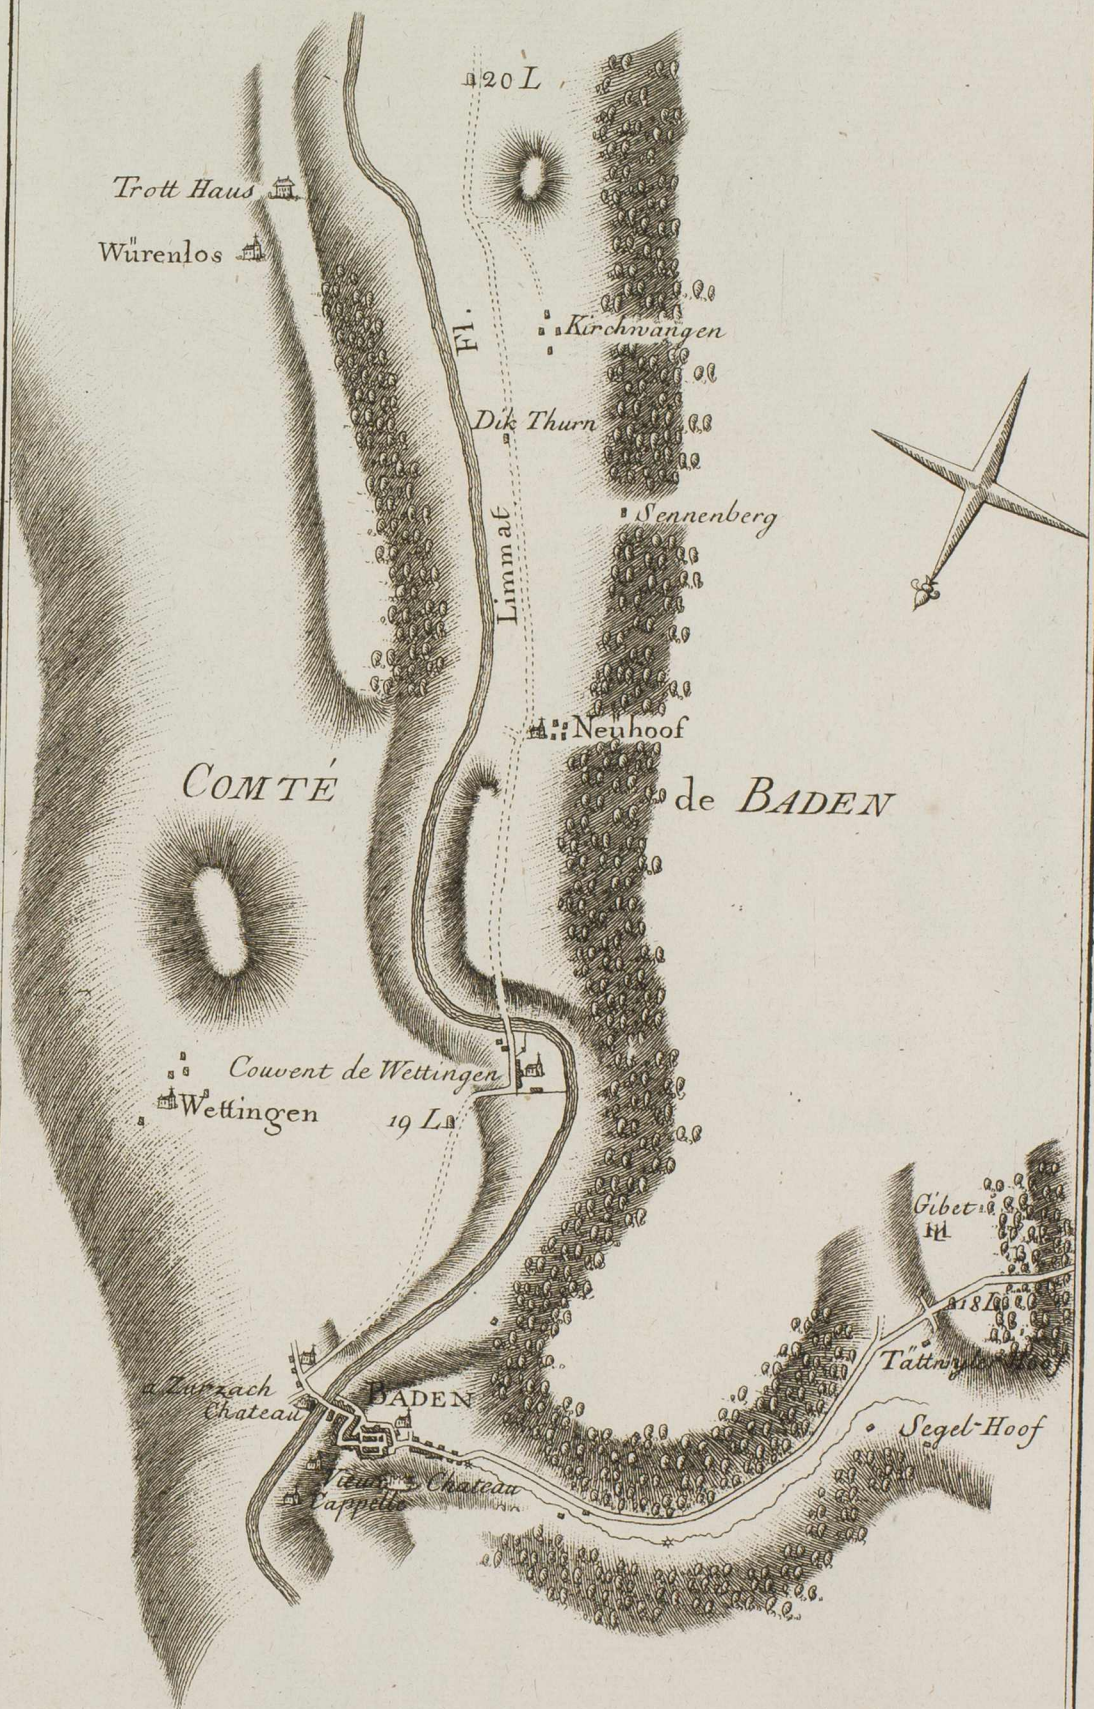 20 L
Trott Haus
Würenlos
Kirchwangen
Fl.
Dik Thurn
Sennenberg
Limmat
Neühoof
COMTÉ de BADEN
Couvent de Wettingen
Wettingen
19 L
Gibet
18 L
Tättwyler Hoof
a Zurzach
BADEN
Chateau
Segel-Hoof
Vieux Chateau
Cappelle